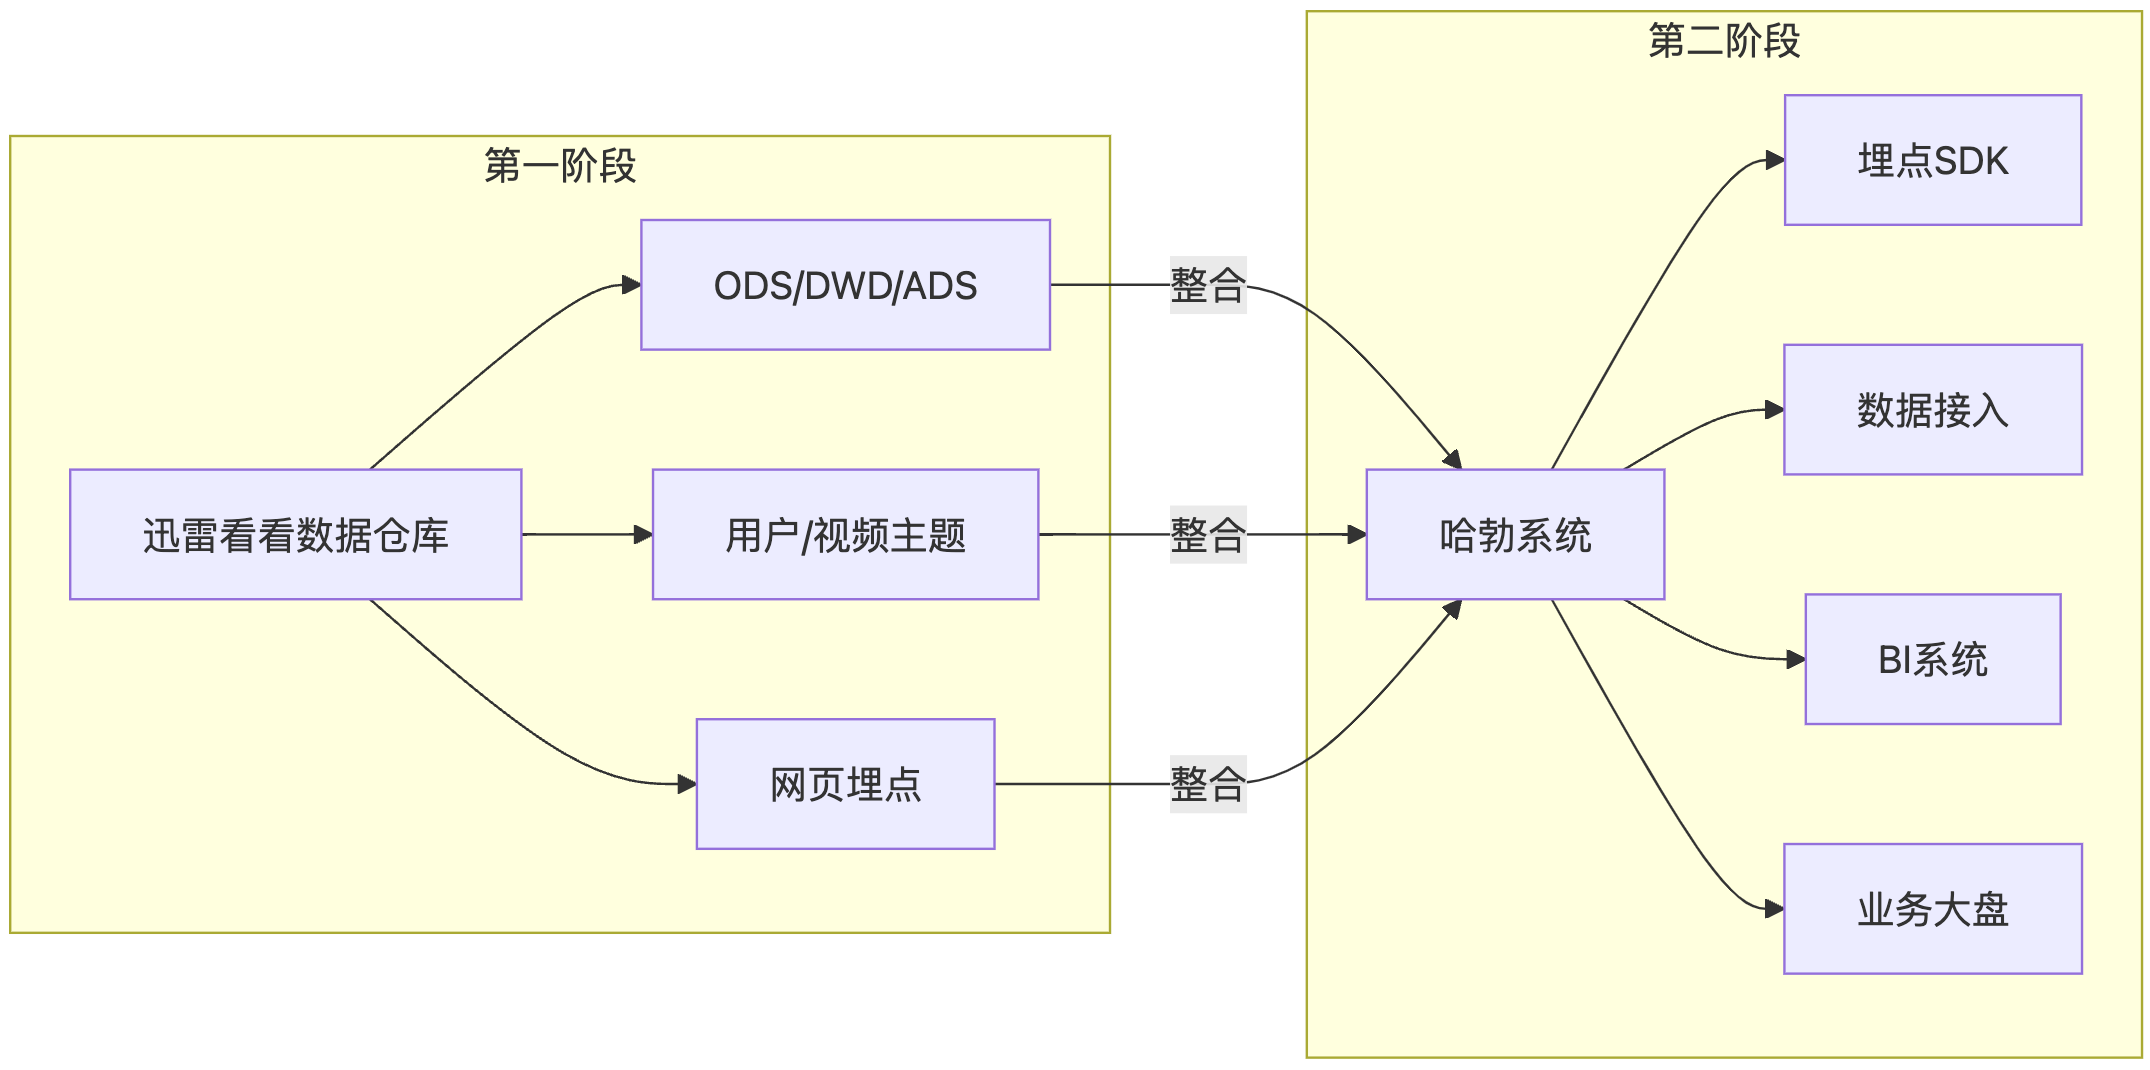 第一阶段
迅雷看看数据仓库
ODS/DWD/ADS
用户/视频主题
网页埋点
整合
整合
整合
第二阶段
哈勃系统
埋点SDK
数据接入
BI系统
业务大盘